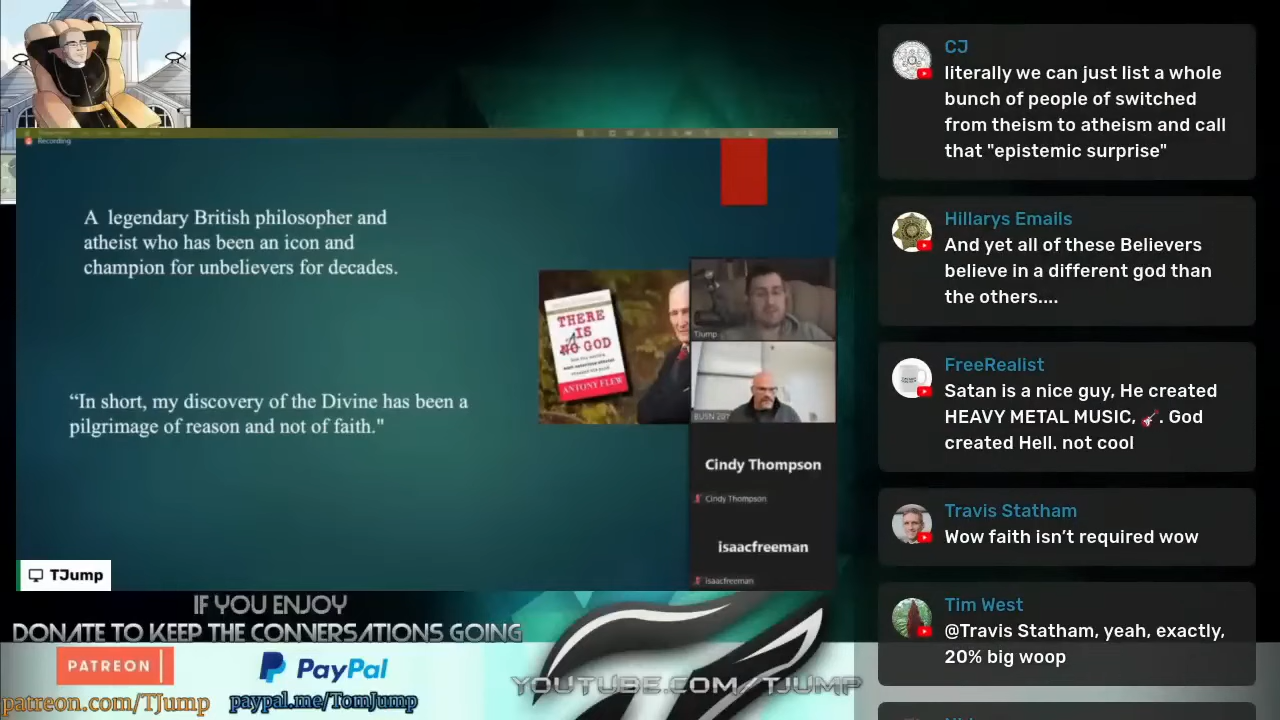 Recording
A legendary British philosopher and
atheist who has been an icon and
champion for unbelievers for decades.
“In short, my discovery of the Divine has been a
pilgrimage of reason and not of faith."
THERE
IS
NO GOD
ANTONY FLEW
TJump
BUSN 207
Cindy Thompson
Cindy Thompson
isaacfreeman
isaacfreeman
TJump
IF YOU ENJOY
DONATE TO KEEP THE CONVERSATIONS GOING
PATREON
PayPal
patreon.com/TJump
paypal.me/TomJump
YOUTUBE.COM/TJUMP
CJ
literally we can just list a whole
bunch of people of switched
from theism to atheism and call
that "epistemic surprise"
Hillarys Emails
And yet all of these Believers
believe in a different god than
the others....
FreeRealist
Satan is a nice guy, He created
HEAVY METAL MUSIC, 🎸. God
created Hell. not cool
Travis Statham
Wow faith isn’t required wow
Tim West
@Travis Statham, yeah, exactly,
20% big woop